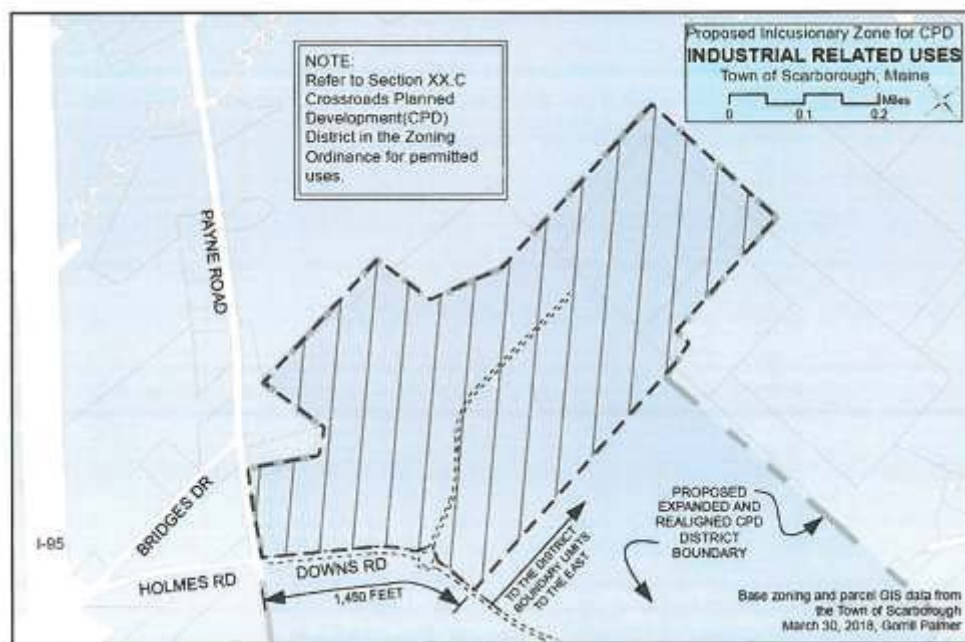 Proposed Inlcusionary Zone for CPD
INDUSTRIAL RELATED USES
Town of Scarborough, Maine
Miles
0 0.1 0.2
NOTE:
Refer to Section XX.C
Crossroads Planned
Development(CPD)
District in the Zoning
Ordinance for permitted
uses.
PAYNE ROAD
BRIDGES DR
I-95
HOLMES RD
DOWNS RD
1,450 FEET
TO THE DISTRICT
BOUNDARY LIMITS
TO THE EAST
PROPOSED
EXPANDED AND
REALIGNED CPD
DISTRICT
BOUNDARY
Base zoning and parcel GIS data from
the Town of Scarborough
March 30, 2018, Gorrill Palmer